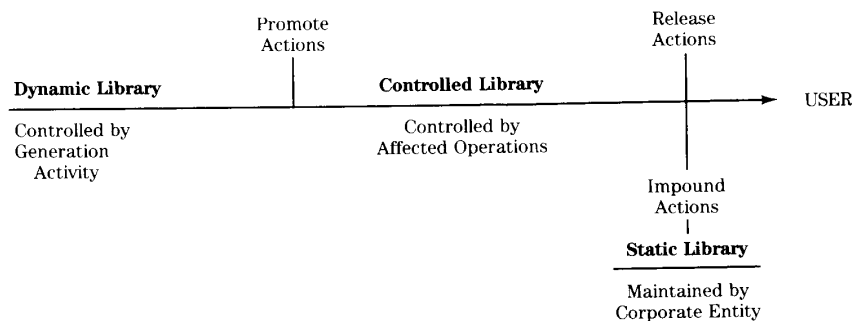 Promote
Actions
Release
Actions
Dynamic Library
Controlled Library
USER
Controlled by
Generation
Activity
Controlled by
Affected Operations
Impound
Actions
Static Library
Maintained by
Corporate Entity